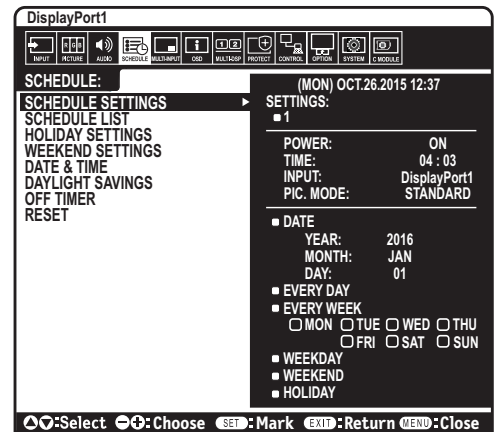 DisplayPort1
R G B
1 2
INPUT PICTURE AUDIO SCHEDULE MULTI-INPUT OSD MULTI-DSP PROTECT CONTROL OPTION SYSTEM C MODULE
SCHEDULE:
SCHEDULE SETTINGS
SCHEDULE LIST
HOLIDAY SETTINGS
WEEKEND SETTINGS
DATE & TIME
DAYLIGHT SAVINGS
OFF TIMER
RESET
(MON) OCT.26.2015 12:37
SETTINGS:
1
POWER: ON
TIME: 04 : 03
INPUT: DisplayPort1
PIC. MODE: STANDARD
DATE
YEAR: 2016
MONTH: JAN
DAY: 01
EVERY DAY
EVERY WEEK
MON TUE WED THU
FRI SAT SUN
WEEKDAY
WEEKEND
HOLIDAY
:Select :Choose SET:Mark EXIT:Return MENU:Close